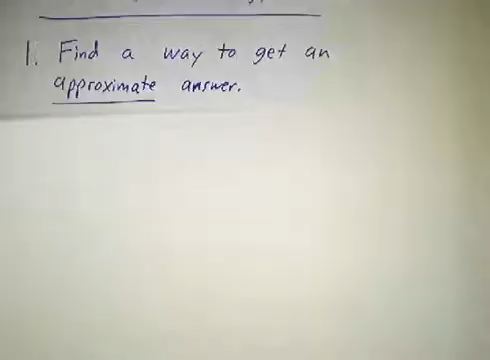 1. Find a way to get an
approximate answer.